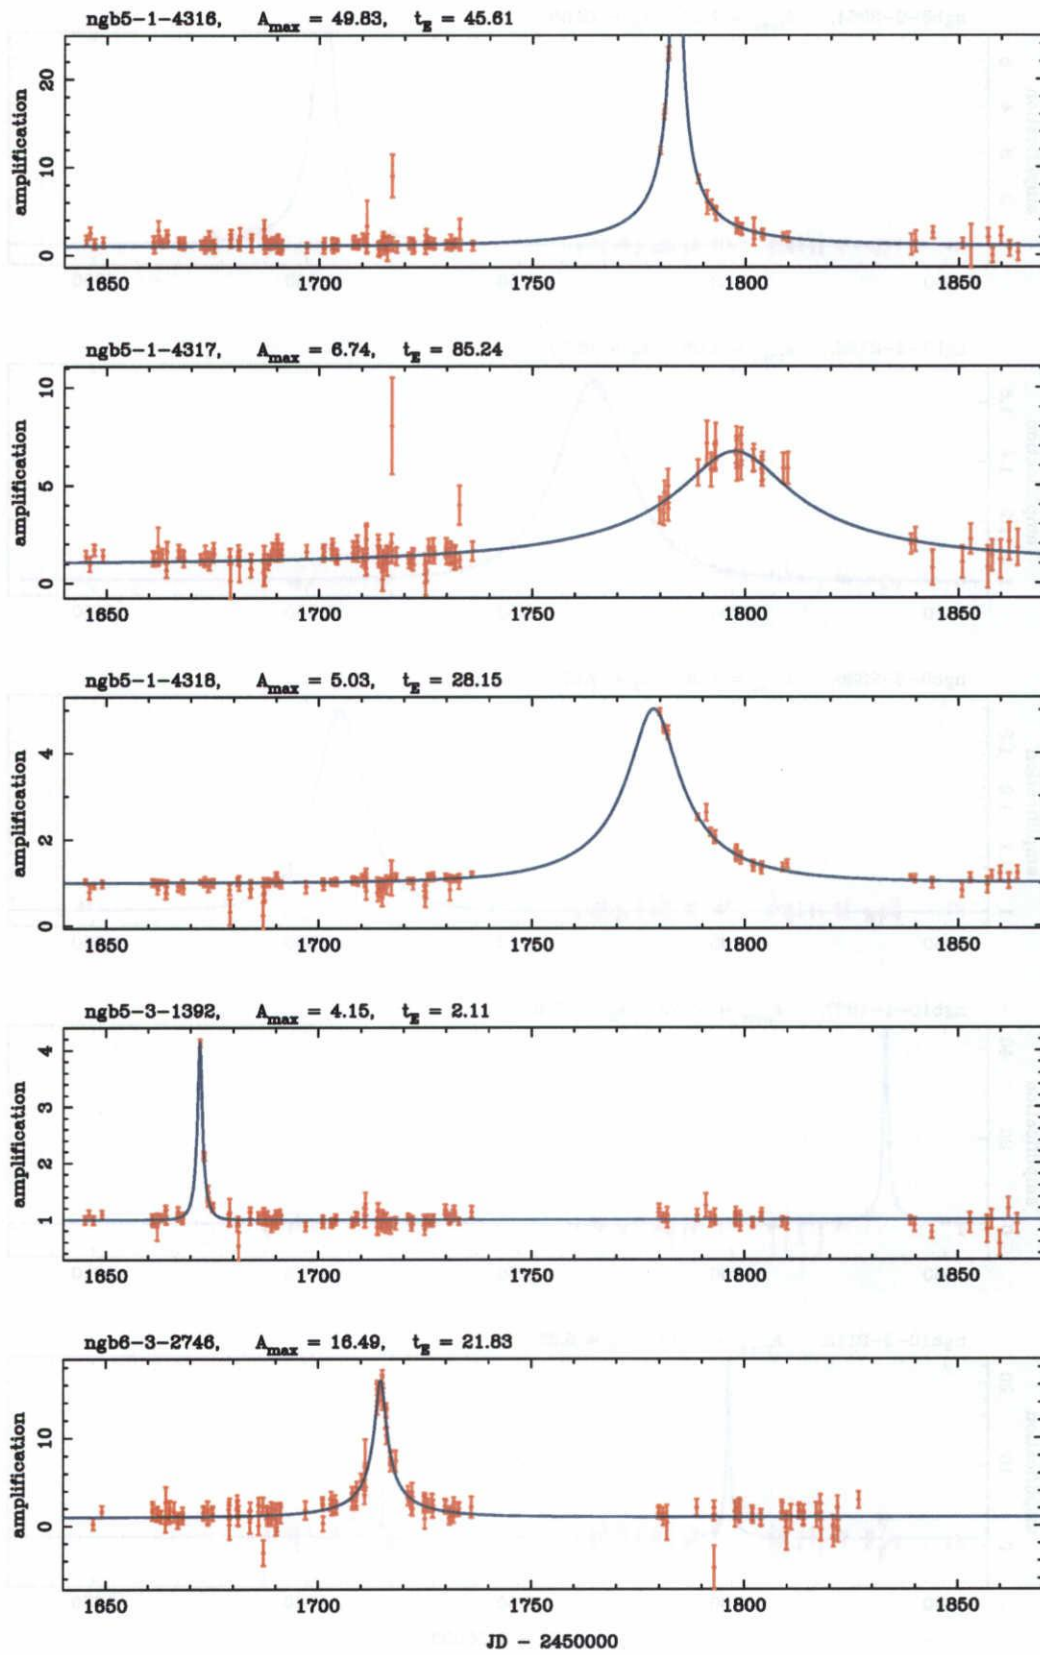 ngb5-1-4316, A_max = 49.83, t_E = 45.61
amplification
20
10
0
1650 1700 1750 1800 1850
ngb5-1-4317, A_max = 6.74, t_E = 85.24
amplification
10
5
0
1650 1700 1750 1800 1850
ngb5-1-4318, A_max = 5.03, t_E = 28.15
amplification
4
2
0
1650 1700 1750 1800 1850
ngb5-3-1392, A_max = 4.15, t_E = 2.11
amplification
4
3
2
1
1650 1700 1750 1800 1850
ngb6-3-2746, A_max = 16.49, t_E = 21.83
amplification
10
0
1650 1700 1750 1800 1850
JD - 2450000